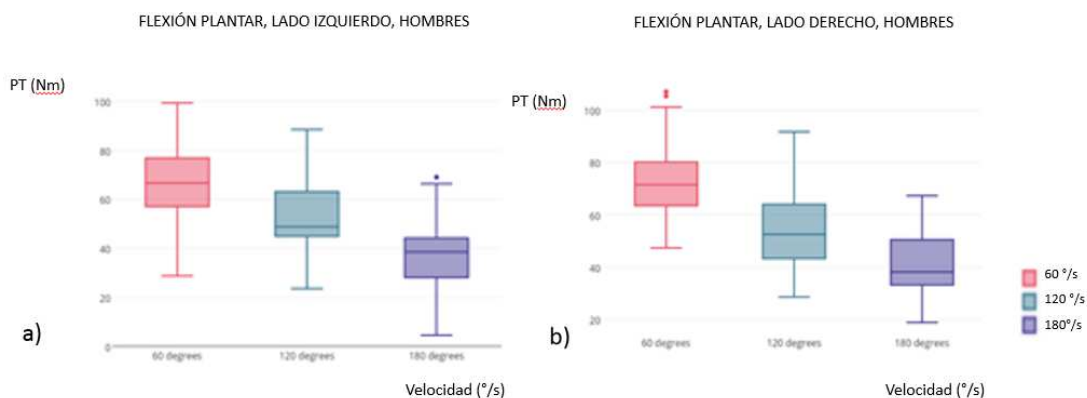 FLEXIÓN PLANTAR, LADO IZQUIERDO, HOMBRES
PT (Nm)
100
80
60
40
20
0
60 degrees
120 degrees
180 degrees
a)
Velocidad (°/s)
FLEXIÓN PLANTAR, LADO DERECHO, HOMBRES
PT (Nm)
100
80
60
40
20
60 degrees
120 degrees
180 degrees
b)
Velocidad (°/s)
60 °/s
120 °/s
180°/s